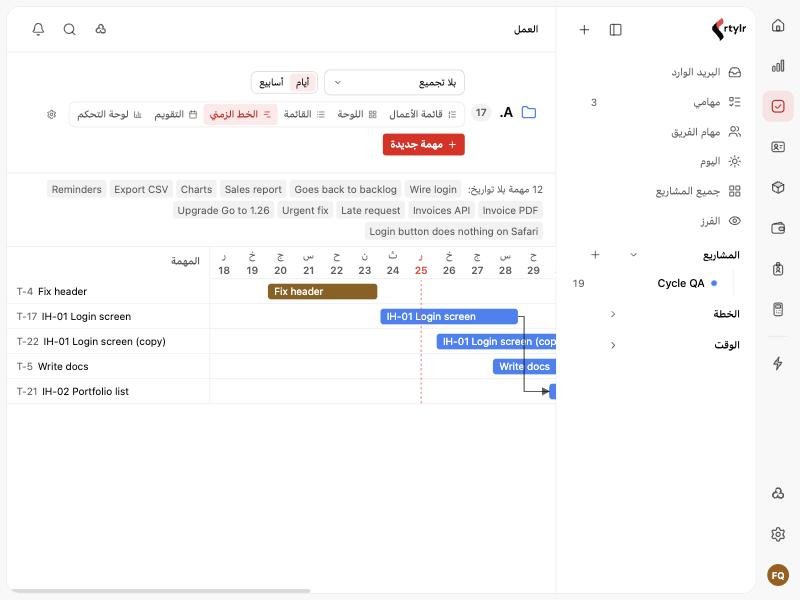 rtylr
العمل
البريد الوارد
مهامي
3
مهام الفريق
اليوم
جميع المشاريع
الفرز
المشاريع
Cycle QA
19
الخطة
الوقت
FQ
بلا تجميع
أيام
أسابيع
A.
17
قائمة الأعمال
اللوحة
القائمة
الخط الزمني
التقويم
لوحة التحكم
مهمة جديدة
12 مهمة بلا تواريخ:
Wire login
Goes back to backlog
Sales report
Charts
Export CSV
Reminders
Invoice PDF
Invoices API
Late request
Urgent fix
Upgrade Go to 1.26
Login button does nothing on Safari
المهمة
ر خ ج س ح ن ث ر خ ج س ح
18 19 20 21 22 23 24 25 26 27 28 29
T-4 Fix header
Fix header
T-17 IH-01 Login screen
IH-01 Login screen
T-22 IH-01 Login screen (copy)
IH-01 Login screen (cop
T-5 Write docs
Write docs
T-21 IH-02 Portfolio list